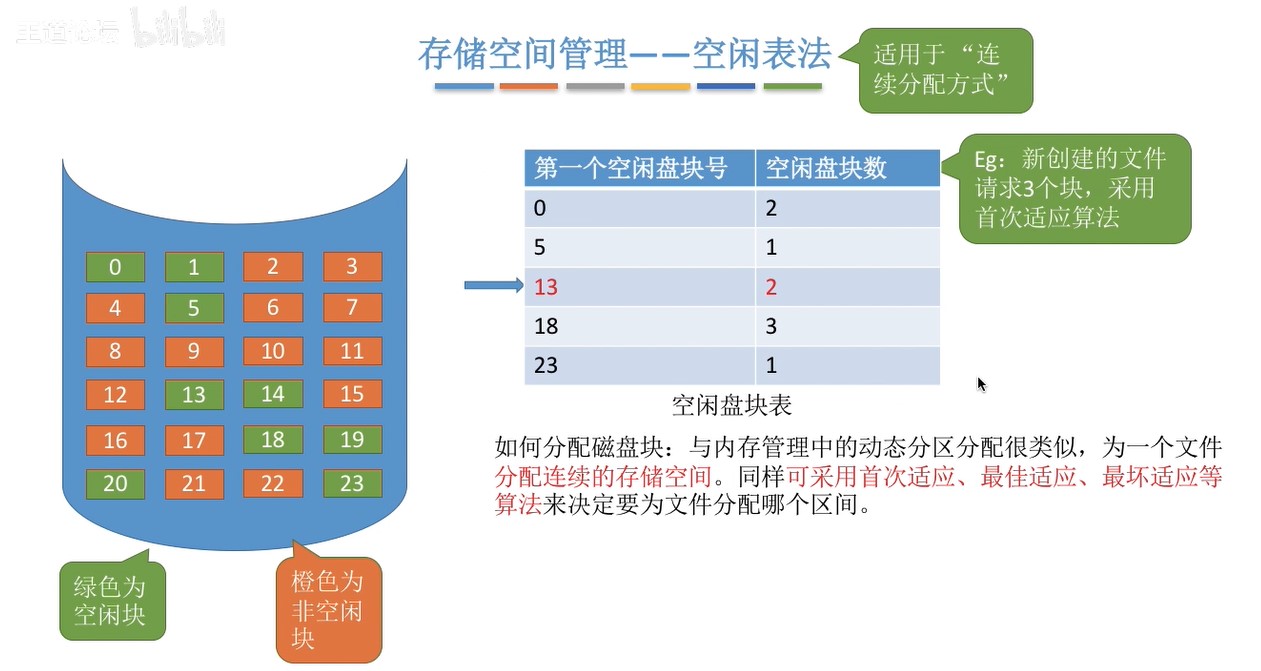 王道论坛 bilibili
存储空间管理——空闲表法
适用于“连
续分配方式”
Eg：新创建的文件
请求3个块，采用
首次适应算法
第一个空闲盘块号 空闲盘块数
0 2
5 1
13 2
18 3
23 1
空闲盘块表
0 1 2 3
4 5 6 7
8 9 10 11
12 13 14 15
16 17 18 19
20 21 22 23
如何分配磁盘块：与内存管理中的动态分区分配很类似，为一个文件
分配连续的存储空间。同样可采用首次适应、最佳适应、最坏适应等
算法来决定要为文件分配哪个区间。
绿色为
空闲块
橙色为
非空闲
块